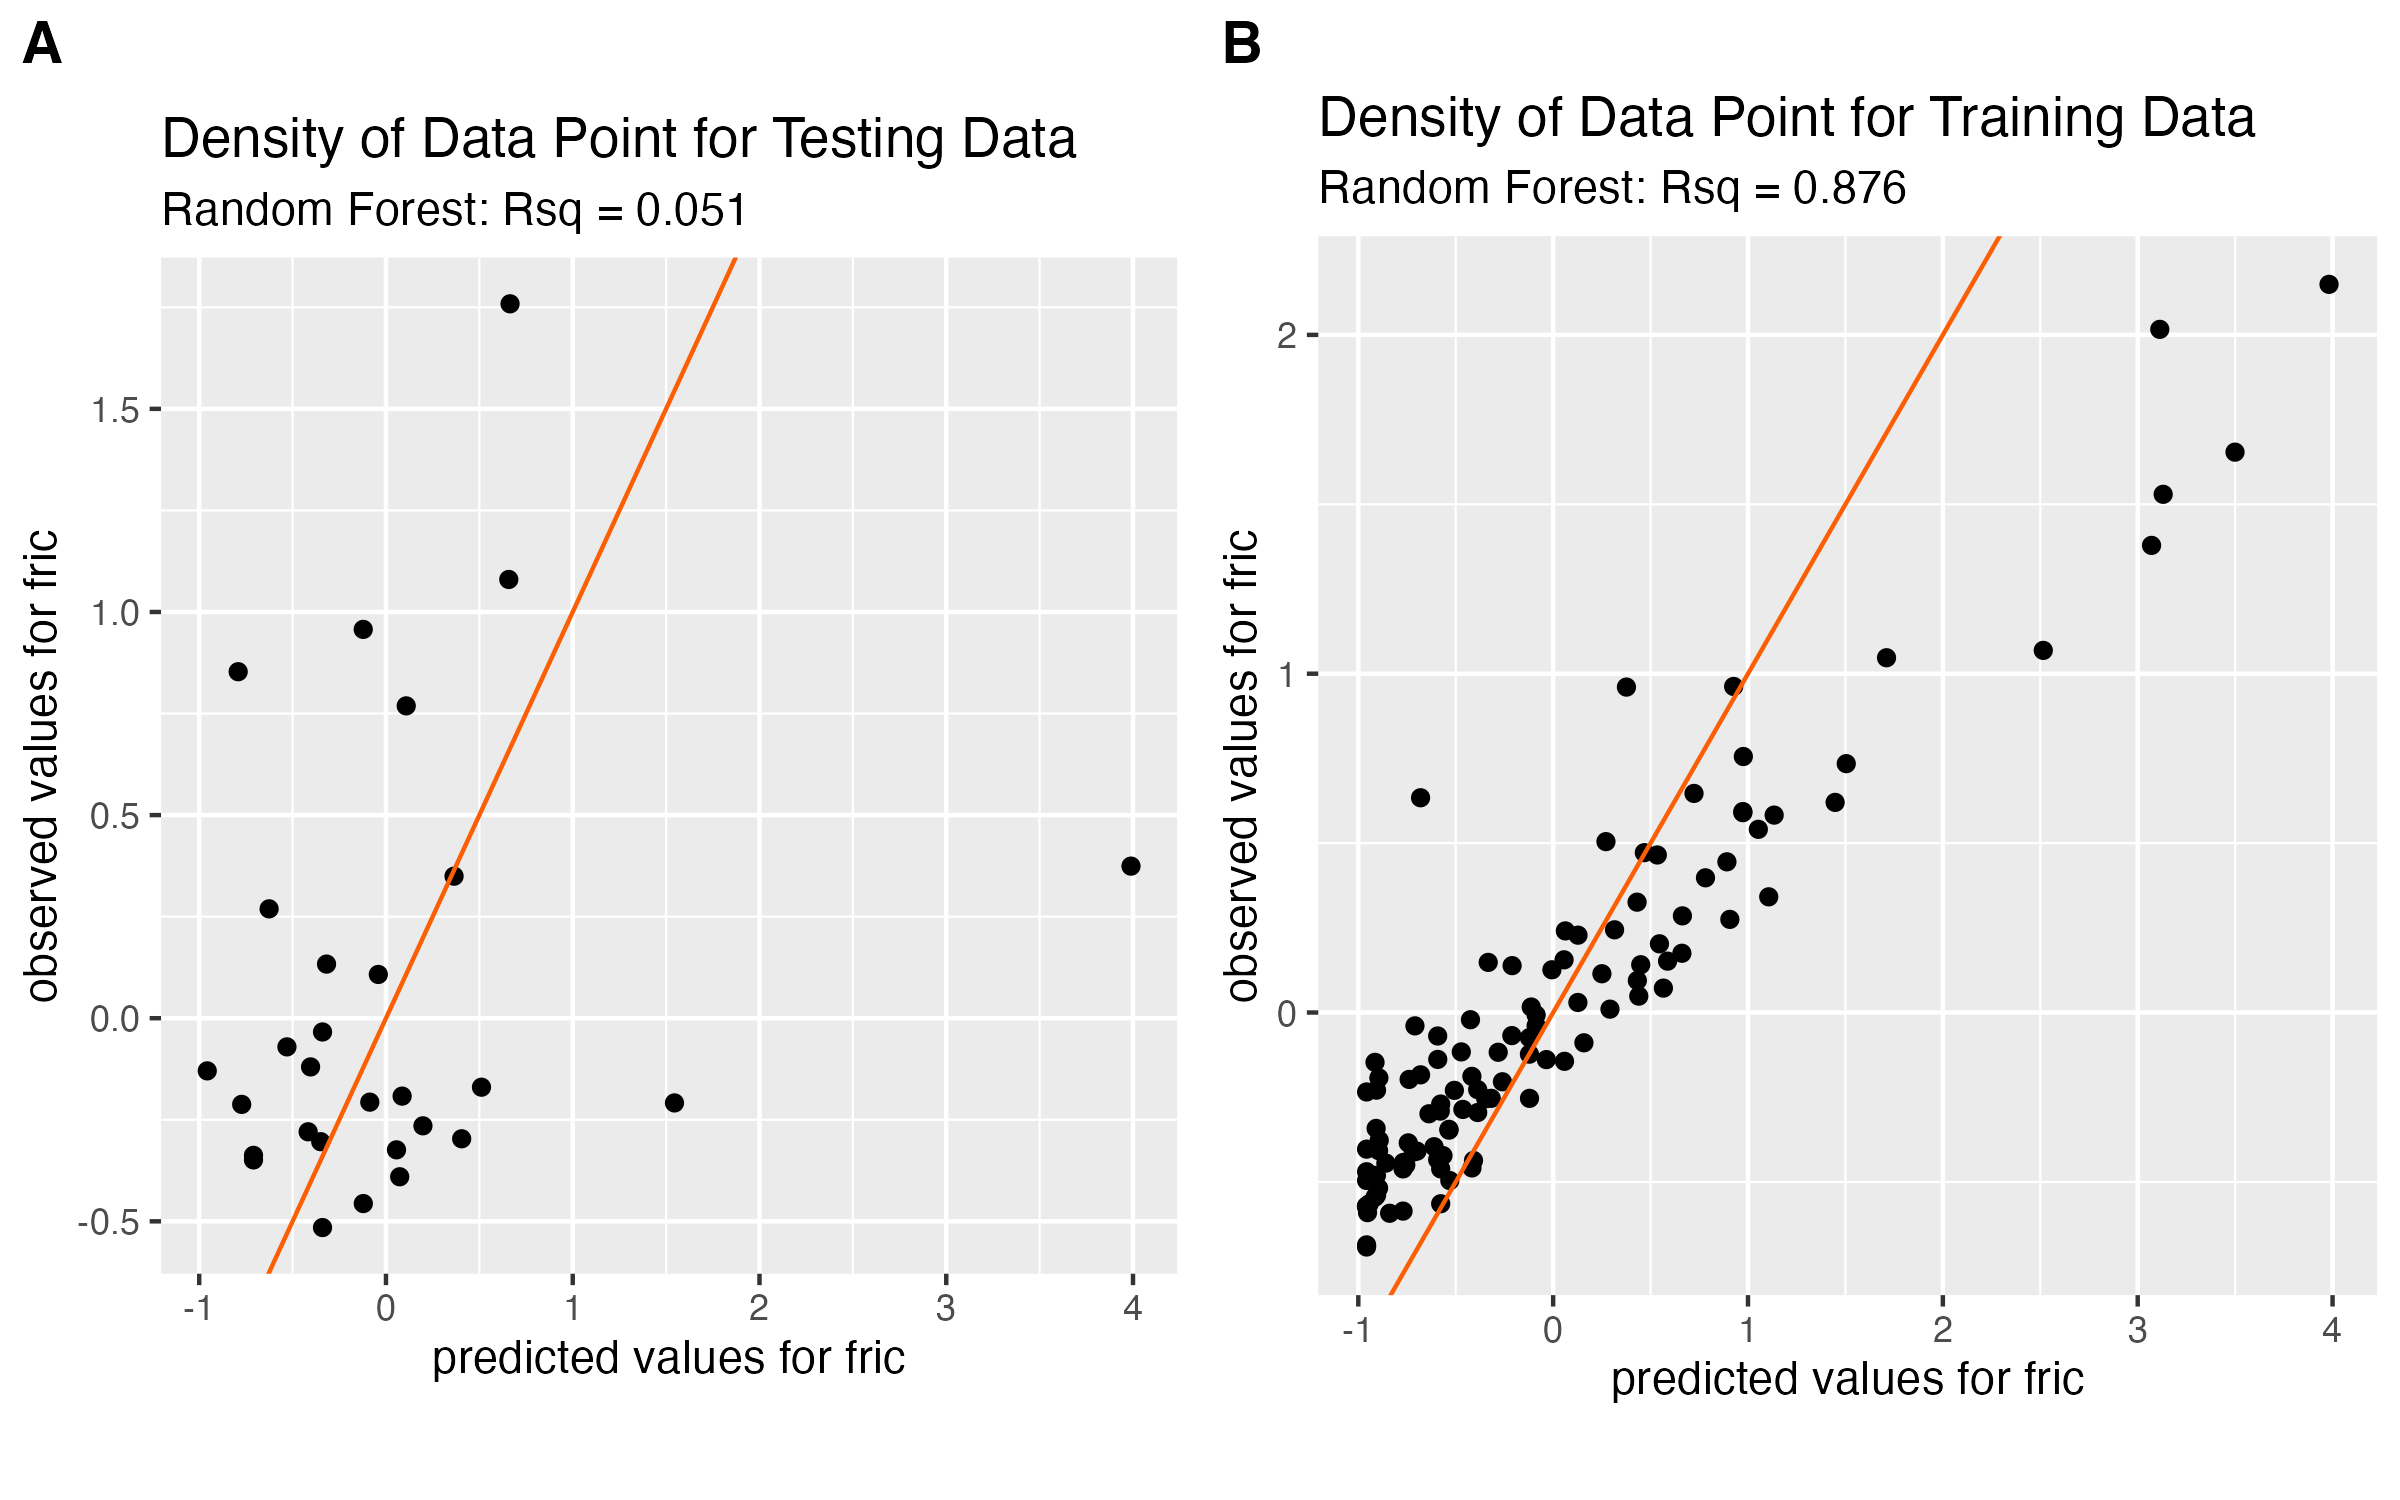 A
Density of Data Point for Testing Data
Random Forest: Rsq = 0.051
observed values for fric
1.5
1.0
0.5
0.0
-0.5
-1 0 1 2 3 4
predicted values for fric
B
Density of Data Point for Training Data
Random Forest: Rsq = 0.876
observed values for fric
2
1
0
-1 0 1 2 3 4
predicted values for fric